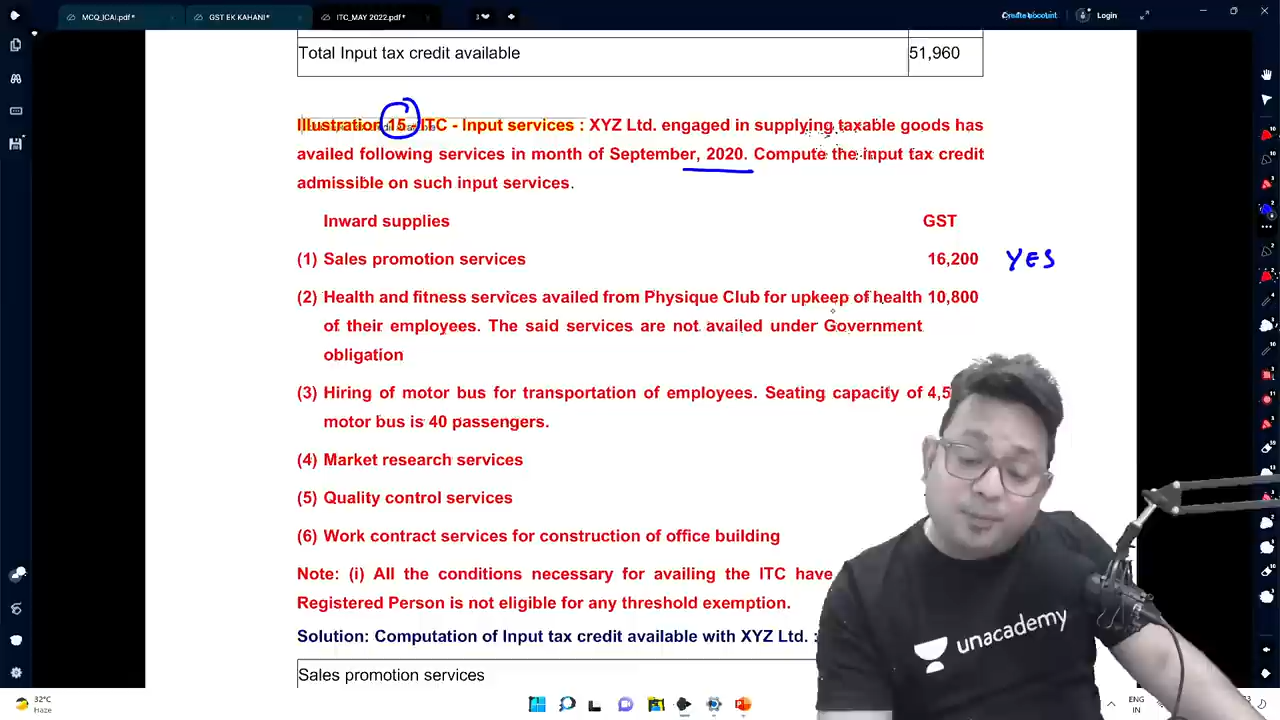 MCQ_ICAI.pdf*
GST EK KAHANI*
ITC_MAY 2022.pdf*
Create account
Login
Total Input tax credit available 51,960
Illustration 15 ITC - Input services : XYZ Ltd. engaged in supplying taxable goods has
availed following services in month of September, 2020. Compute the input tax credit
admissible on such input services.
Inward supplies GST
(1) Sales promotion services 16,200 YES
(2) Health and fitness services availed from Physique Club for upkeep of health 10,800
of their employees. The said services are not availed under Government
obligation
(3) Hiring of motor bus for transportation of employees. Seating capacity of 4,5
motor bus is 40 passengers.
(4) Market research services
(5) Quality control services
(6) Work contract services for construction of office building
Note: (i) All the conditions necessary for availing the ITC have
Registered Person is not eligible for any threshold exemption.
Solution: Computation of Input tax credit available with XYZ Ltd. :
Sales promotion services
unacademy
32°C
Haze
ENG
IN